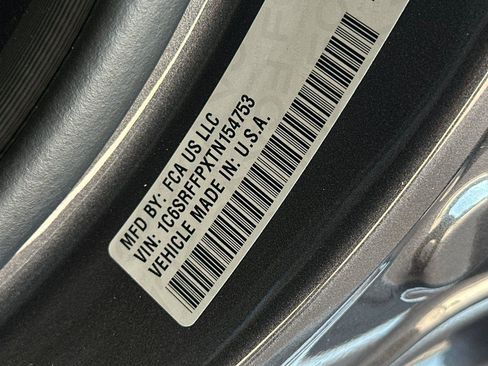 MFD BY: FCA US LLC
VIN: 1C6SRFFPXTN154753
VEHICLE MADE IN: U.S.A.